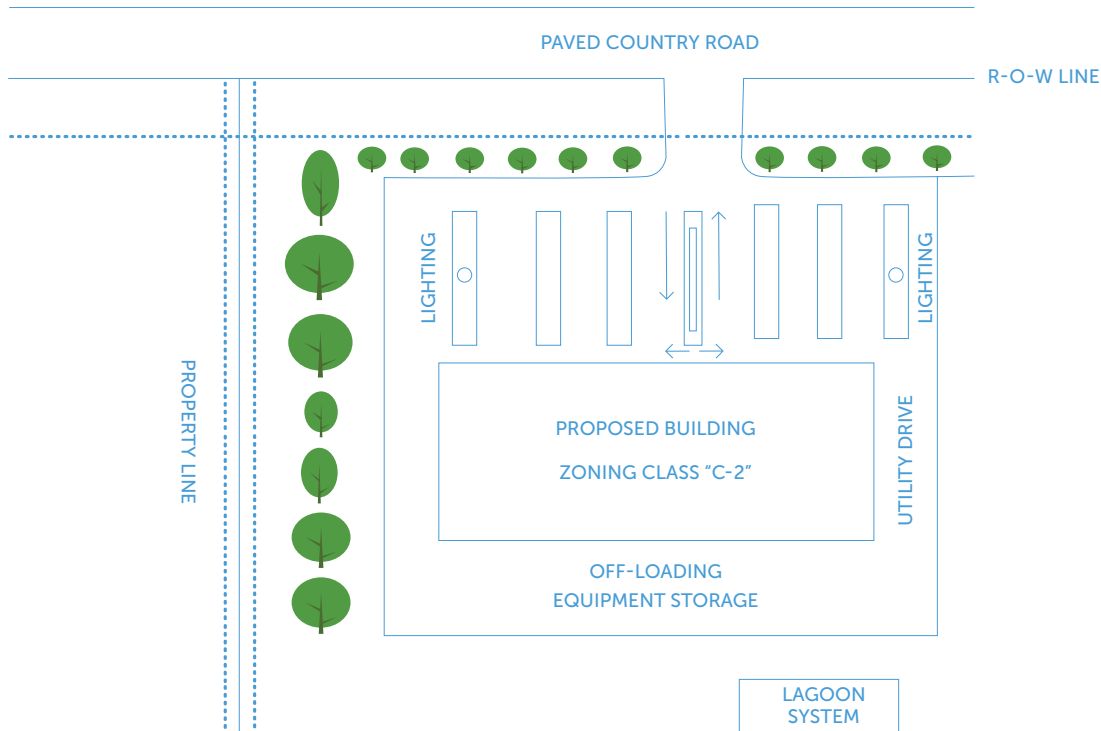 PAVED COUNTRY ROAD
R-O-W LINE
LIGHTING
LIGHTING
PROPERTY LINE
PROPOSED BUILDING
ZONING CLASS “C-2”
UTILITY DRIVE
OFF-LOADING
EQUIPMENT STORAGE
LAGOON
SYSTEM